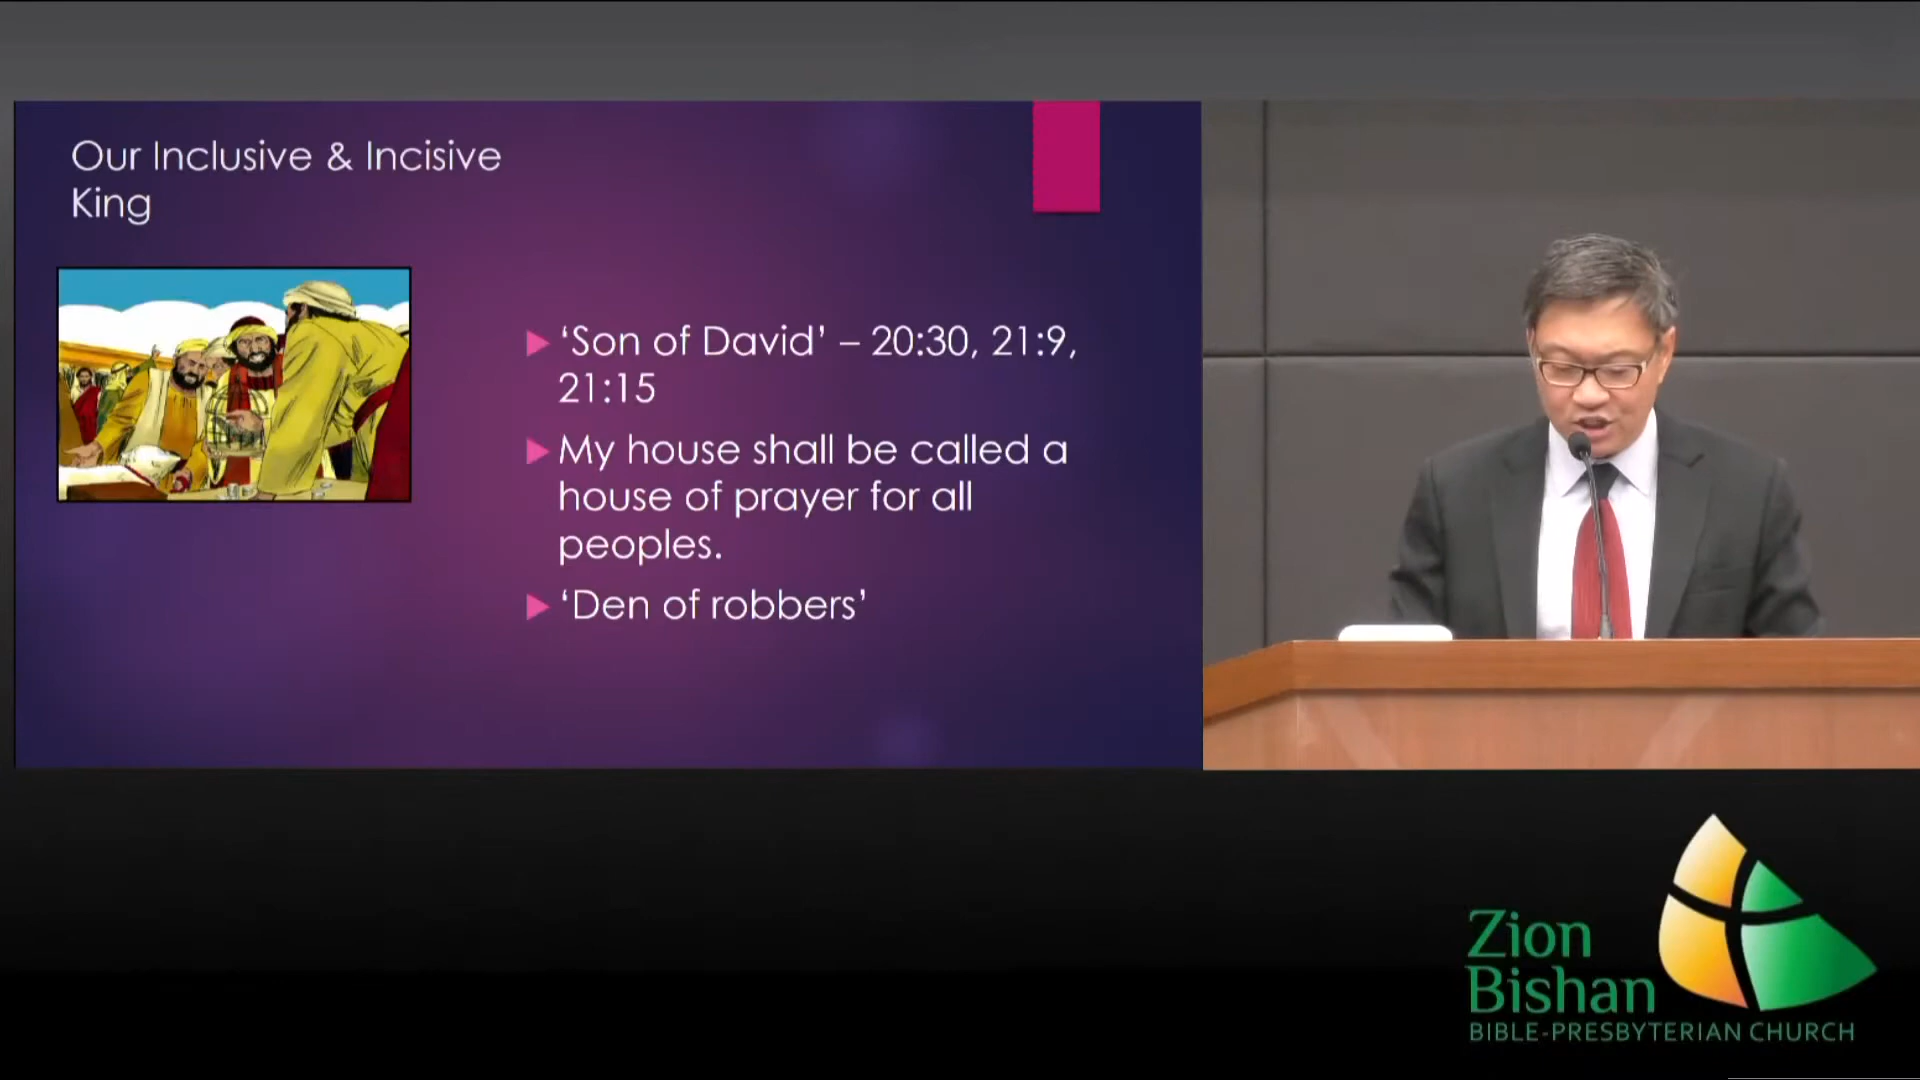 Our Inclusive & Incisive
King
‘Son of David’ – 20:30, 21:9,
21:15
My house shall be called a
house of prayer for all
peoples.
‘Den of robbers’
Zion
Bishan
BIBLE-PRESBYTERIAN CHURCH